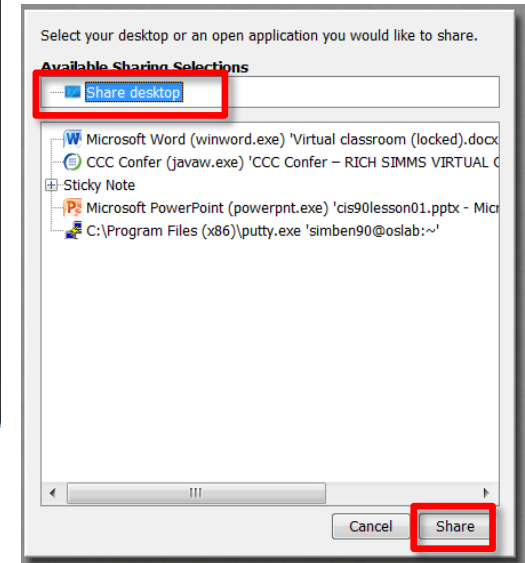 Select your desktop or an open application you would like to share.
Available Sharing Selections
Share desktop
Microsoft Word (winword.exe) 'Virtual classroom (locked).docx
CCC Confer (javaw.exe) 'CCC Confer – RICH SIMMS VIRTUAL
Sticky Note
Microsoft PowerPoint (powerpnt.exe) 'cis90lesson01.pptx - Micr
C:\Program Files (x86)\putty.exe 'simben90@oslab:~'
Cancel Share